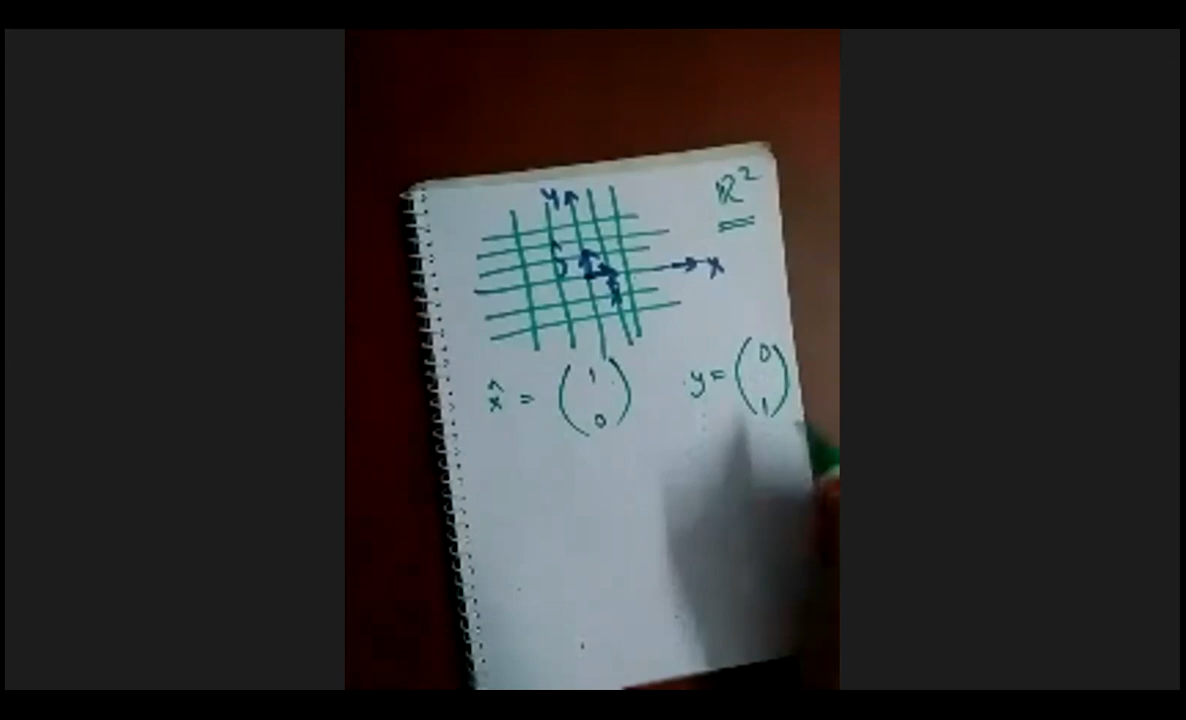 ℝ²
y
ŷ
x
x̂
x̂ = (1 0)
y = (0 1)